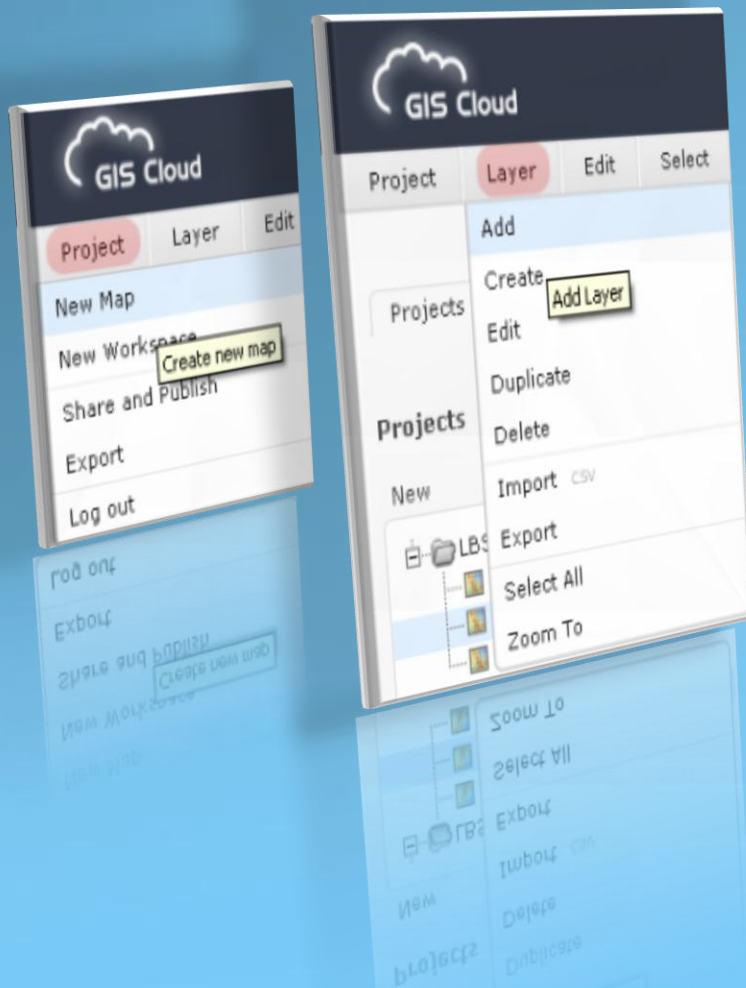 GIS Cloud
Project Layer Edit
New Map
New Workspace
Create new map
Share and Publish
Export
Log out
GIS Cloud
Project Layer Edit Select
Add
Create
Add Layer
Projects
Edit
Duplicate
Projects
Delete
New
Import CSV
LBS
Export
Select All
Zoom To